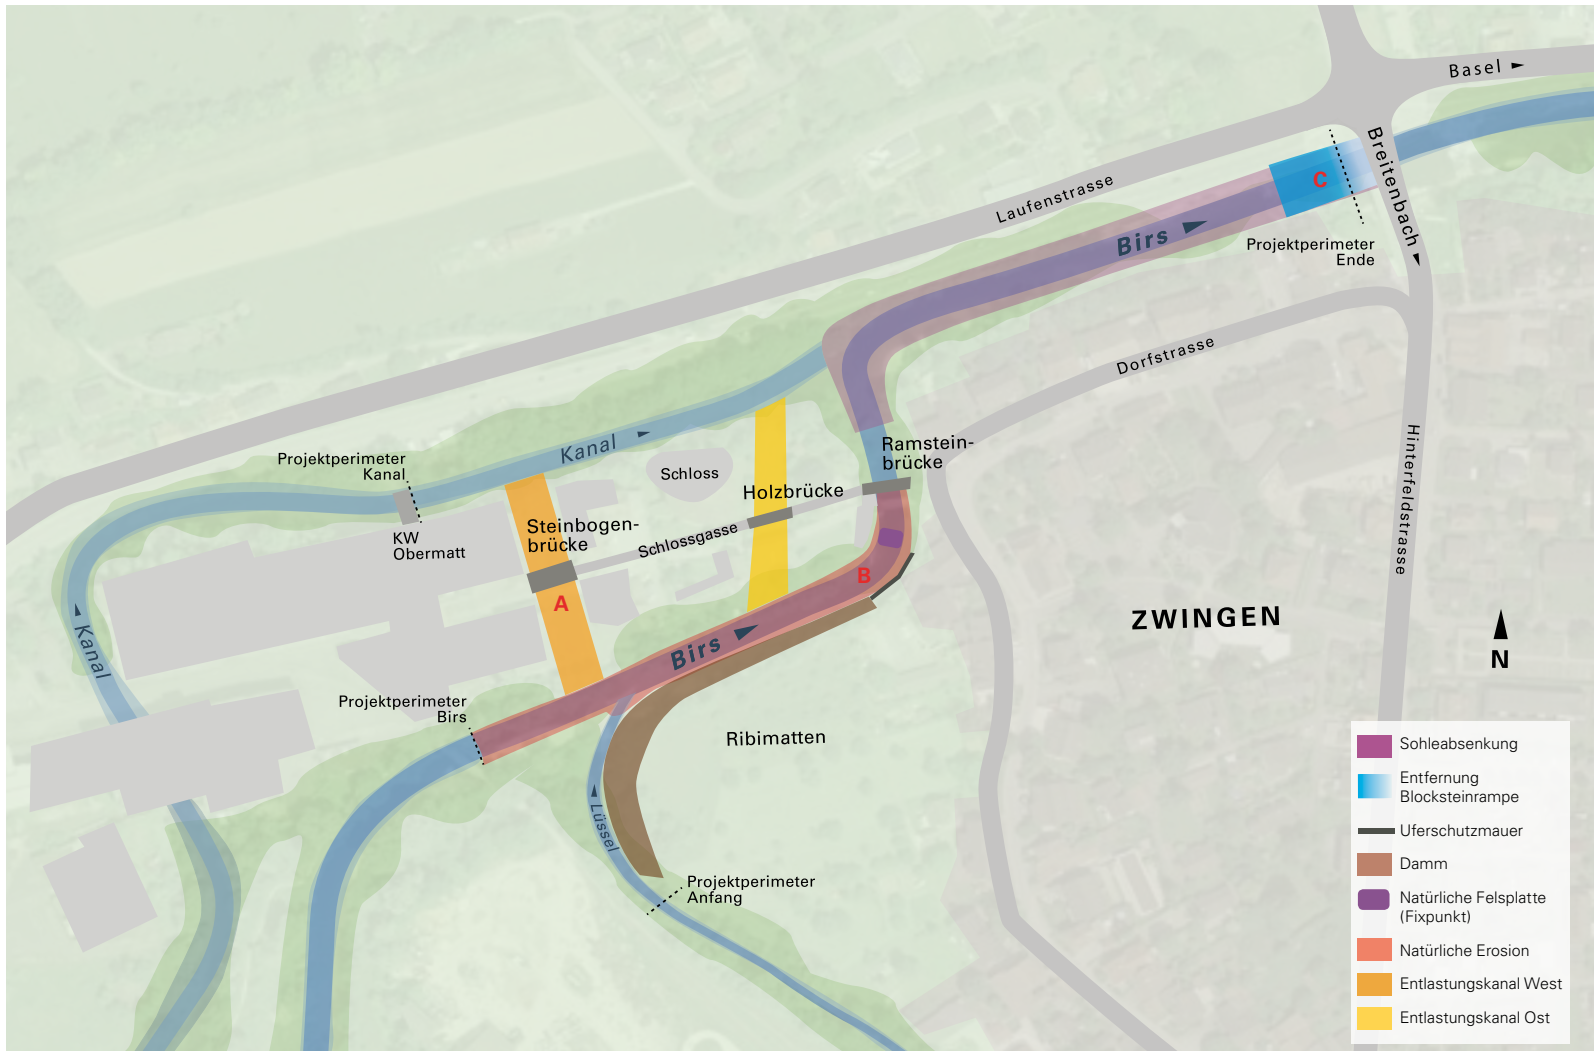 Basel
Breitenbach
Laufenstrasse
C
Birs
Projektperimeter
Ende
Dorfstrasse
Kanal
Projektperimeter
Kanal
Schloss
Ramstein-
brücke
Holzbrücke
Steinbogen-
brücke
Schlossgasse
KW
Obermatt
Hinterfeldstrasse
A
B
Kanal
Birs
ZWINGEN
N
Projektperimeter
Birs
Ribimatten
Lüssel
Projektperimeter
Anfang
Sohleabsenkung
Entfernung
Blocksteinrampe
Uferschutzmauer
Damm
Natürliche Felsplatte
(Fixpunkt)
Natürliche Erosion
Entlastungskanal West
Entlastungskanal Ost